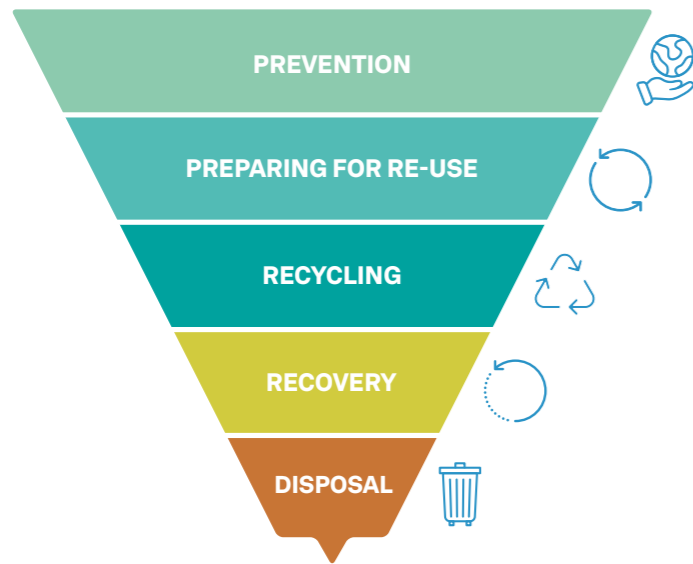 PREVENTION
PREPARING FOR RE-USE
RECYCLING
RECOVERY
DISPOSAL